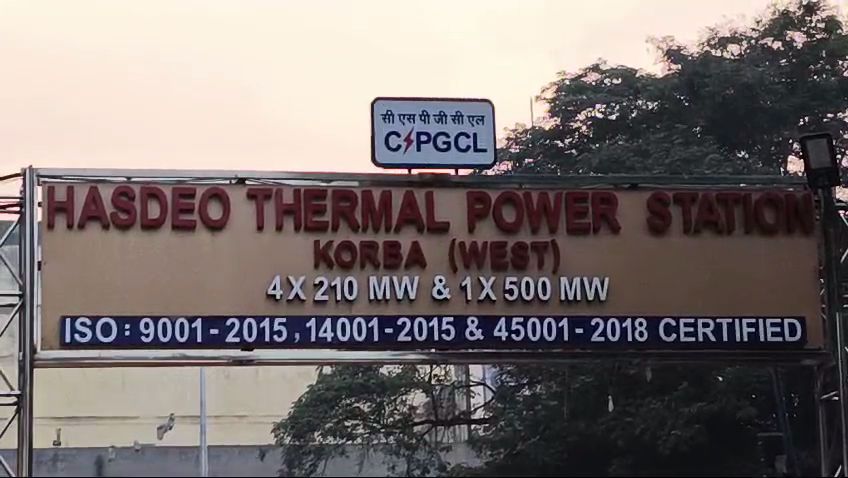 सी एस पी जी सी एल
CSPGCL
HASDEO THERMAL POWER STATION
KORBA (WEST)
4 X 210 MW & 1 X 500 MW
ISO : 9001 - 2015 , 14001 - 2015 & 45001 - 2018 CERTIFIED